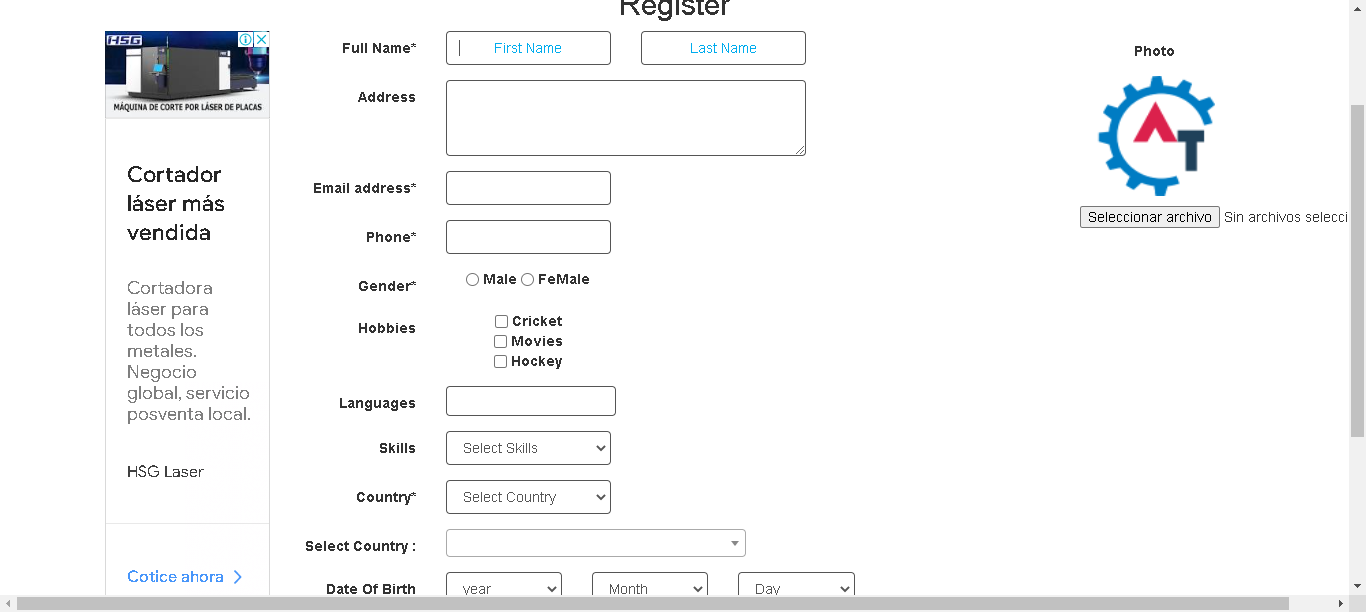 Register
HSG
MÁQUINA DE CORTE POR LÁSER DE PLACAS
Cortador
láser más
vendida
Cortadora
láser para
todos los
metales.
Negocio
global, servicio
posventa local.
HSG Laser
Cotice ahora
Full Name*
First Name
Last Name
Address
Email address*
Phone*
Gender*
Male
FeMale
Hobbies
Cricket
Movies
Hockey
Languages
Skills
Select Skills
Country*
Select Country
Select Country :
Date Of Birth
year
Month
Day
Photo
AT
Seleccionar archivo
Sin archivos selecci